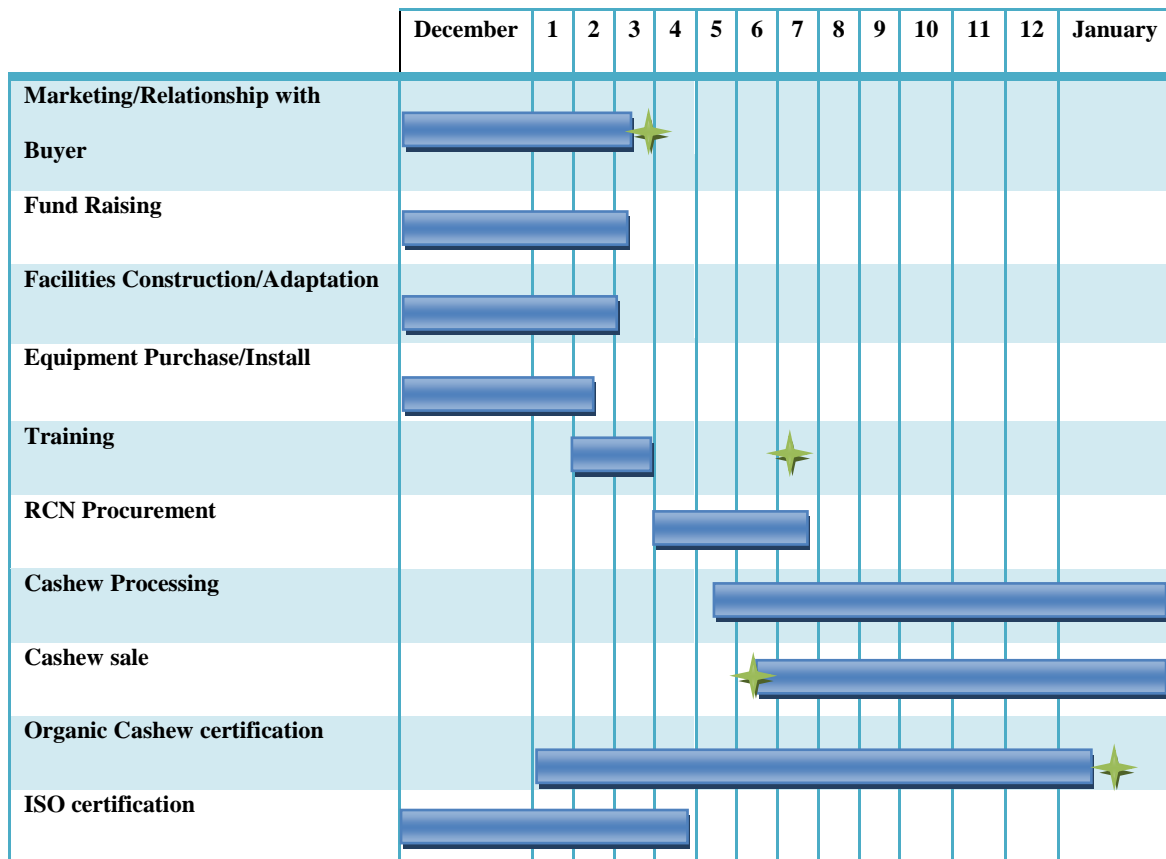 December 1 2 3 4 5 6 7 8 9 10 11 12 January
Marketing/Relationship with
Buyer
Fund Raising
Facilities Construction/Adaptation
Equipment Purchase/Install
Training
RCN Procurement
Cashew Processing
Cashew sale
Organic Cashew certification
ISO certification